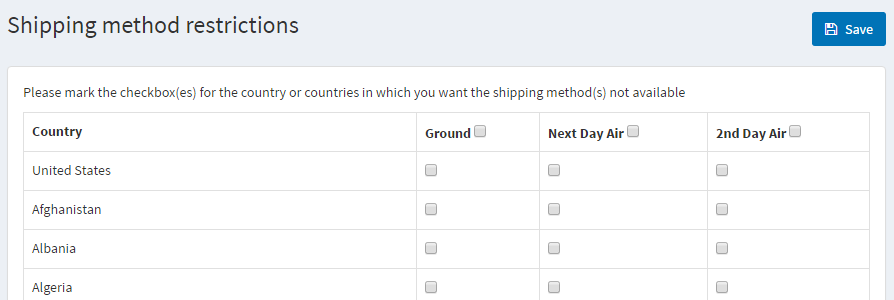 Shipping method restrictions
Save
Please mark the checkbox(es) for the country or countries in which you want the shipping method(s) not available
Country Ground Next Day Air 2nd Day Air
United States
Afghanistan
Albania
Algeria